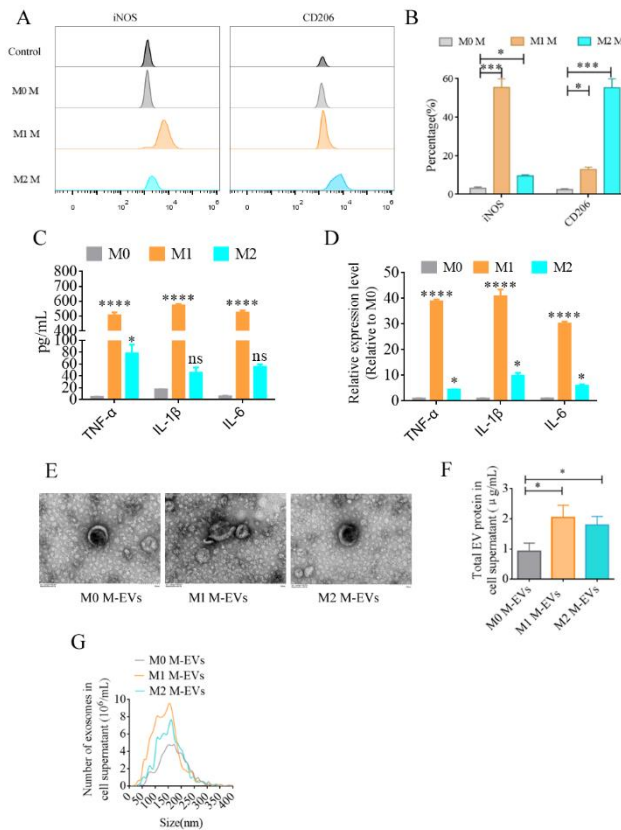 A
iNOS
CD206
Control
M0 M
M1 M
M2 M
10⁰ 10² 10⁴ 10⁶
10⁰ 10² 10⁴ 10⁶
B
M0 M M1 M M2 M
Percentage(%)
60
40
20
0
*
***
***
*
iNOS CD206
C
M0 M1 M2
pg/mL
800
700
600
500
400
300
100
80
60
40
20
0
**** **** ****
* ns ns
TNF-α IL-1β IL-6
D
M0 M1 M2
Relative expression level
(Relative to M0)
50
40
30
20
10
0
**** **** ****
* * *
TNF-α IL-1β IL-6
E
M0 M-EVs M1 M-EVs M2 M-EVs
F
Total EV protein in
cell supernatant ( μ g/mL)
3
2
1
0
*
*
M0 M-EVs M1 M-EVs M2 M-EVs
G
M0 M-EVs
M1 M-EVs
M2 M-EVs
Number of exosomes in
cell supernatant (10⁶/mL)
10
8
6
4
2
0
0 50 100 150 200 250 300 350 400
Size(nm)